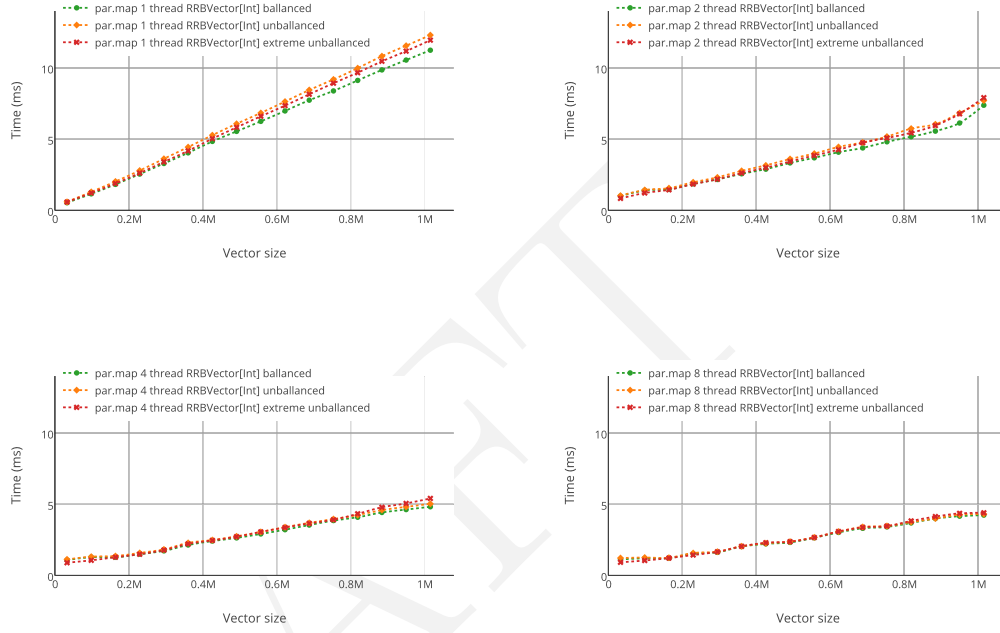 par.map 1 thread RRBVector[Int] ballanced
par.map 1 thread RRBVector[Int] unballanced
par.map 1 thread RRBVector[Int] extreme unballanced
10
5
0
Time (ms)
0 0.2M 0.4M 0.6M 0.8M 1M
Vector size
par.map 2 thread RRBVector[Int] ballanced
par.map 2 thread RRBVector[Int] unballanced
par.map 2 thread RRBVector[Int] extreme unballanced
10
5
0
Time (ms)
0 0.2M 0.4M 0.6M 0.8M 1M
Vector size
par.map 4 thread RRBVector[Int] ballanced
par.map 4 thread RRBVector[Int] unballanced
par.map 4 thread RRBVector[Int] extreme unballanced
10
5
0
Time (ms)
0 0.2M 0.4M 0.6M 0.8M 1M
Vector size
par.map 8 thread RRBVector[Int] ballanced
par.map 8 thread RRBVector[Int] unballanced
par.map 8 thread RRBVector[Int] extreme unballanced
10
5
0
Time (ms)
0 0.2M 0.4M 0.6M 0.8M 1M
Vector size
AFT